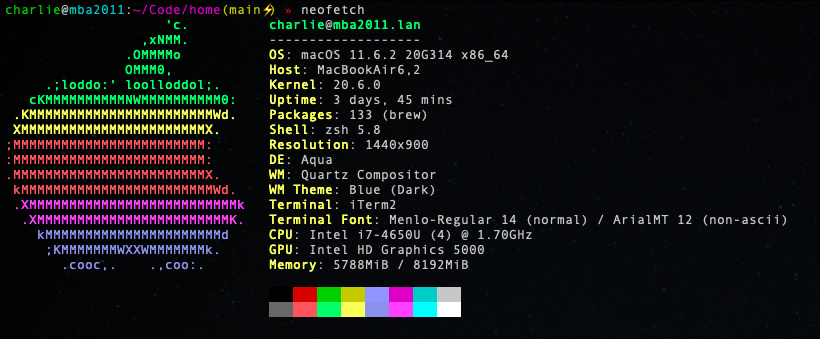 charlie@mba2011:~/Code/home(main⚡) » neofetch
'c.
,xNMM.
.OMMMMo
OMMM0,
.;loddo:' loolloddol;.
cKMMMMMMMMMMNWMMMMMMMMMM0:
.KMMMMMMMMMMMMMMMMMMMMMMMWd.
XMMMMMMMMMMMMMMMMMMMMMMMX.
;MMMMMMMMMMMMMMMMMMMMMMMM:
:MMMMMMMMMMMMMMMMMMMMMMMM:
.MMMMMMMMMMMMMMMMMMMMMMMMX.
kMMMMMMMMMMMMMMMMMMMMMMMMWd.
.XMMMMMMMMMMMMMMMMMMMMMMMMMMk
.XMMMMMMMMMMMMMMMMMMMMMMMMK.
kMMMMMMMMMMMMMMMMMMMMMMd
;KMMMMMMMWXXWMMMMMMMk.
.cooc,. .,coo:.
charlie@mba2011.lan
-------------------
OS: macOS 11.6.2 20G314 x86_64
Host: MacBookAir6,2
Kernel: 20.6.0
Uptime: 3 days, 45 mins
Packages: 133 (brew)
Shell: zsh 5.8
Resolution: 1440x900
DE: Aqua
WM: Quartz Compositor
WM Theme: Blue (Dark)
Terminal: iTerm2
Terminal Font: Menlo-Regular 14 (normal) / ArialMT 12 (non-ascii)
CPU: Intel i7-4650U (4) @ 1.70GHz
GPU: Intel HD Graphics 5000
Memory: 5788MiB / 8192MiB